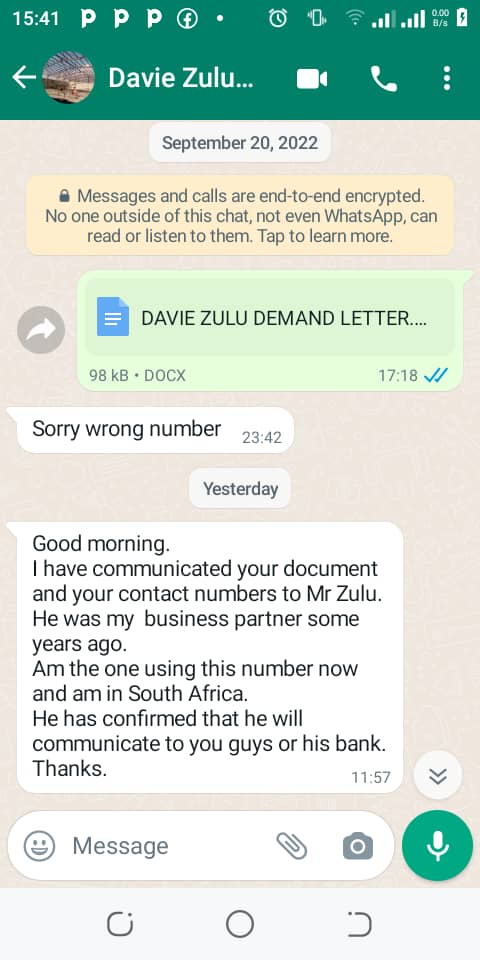 15:41
0.00
B/s
Davie Zulu...
September 20, 2022
Messages and calls are end-to-end encrypted.
No one outside of this chat, not even WhatsApp, can
read or listen to them. Tap to learn more.
DAVIE ZULU DEMAND LETTER....
98 kB • DOCX
17:18
Sorry wrong number
23:42
Yesterday
Good morning.
I have communicated your document
and your contact numbers to Mr Zulu.
He was my business partner some
years ago.
Am the one using this number now
and am in South Africa.
He has confirmed that he will
communicate to you guys or his bank.
Thanks.
11:57
Message